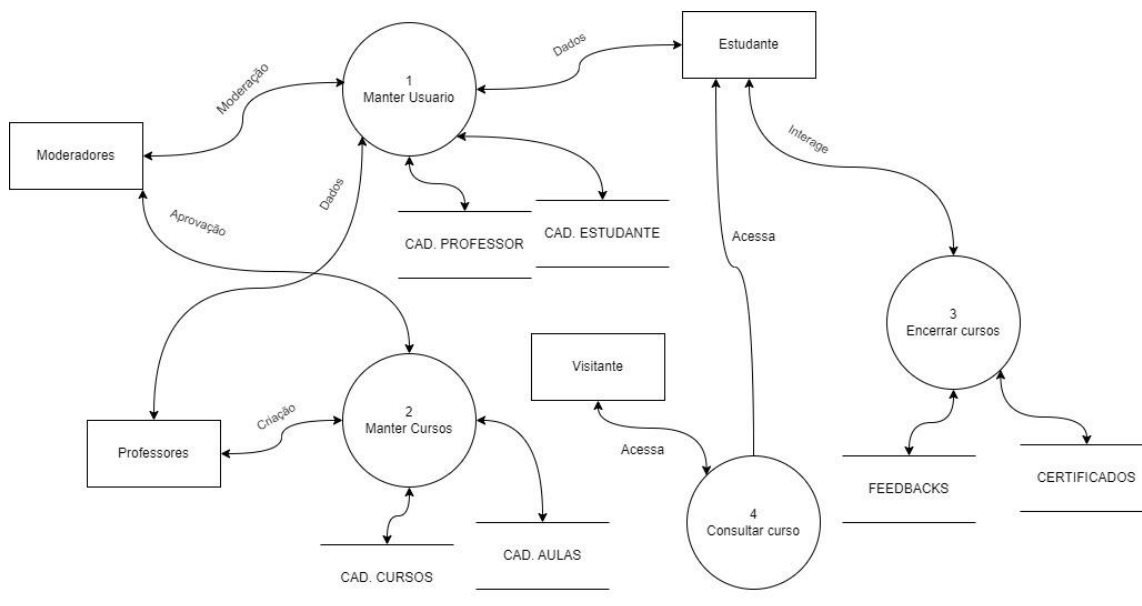 Estudante
Dados
1
Manter Usuario
Moderação
Moderadores
Interage
Dados
Aprovação
CAD. PROFESSOR
CAD. ESTUDANTE
Acessa
3
Encerrar cursos
Visitante
2
Manter Cursos
Criação
Professores
Acessa
FEEDBACKS
CERTIFICADOS
4
Consultar curso
CAD. AULAS
CAD. CURSOS